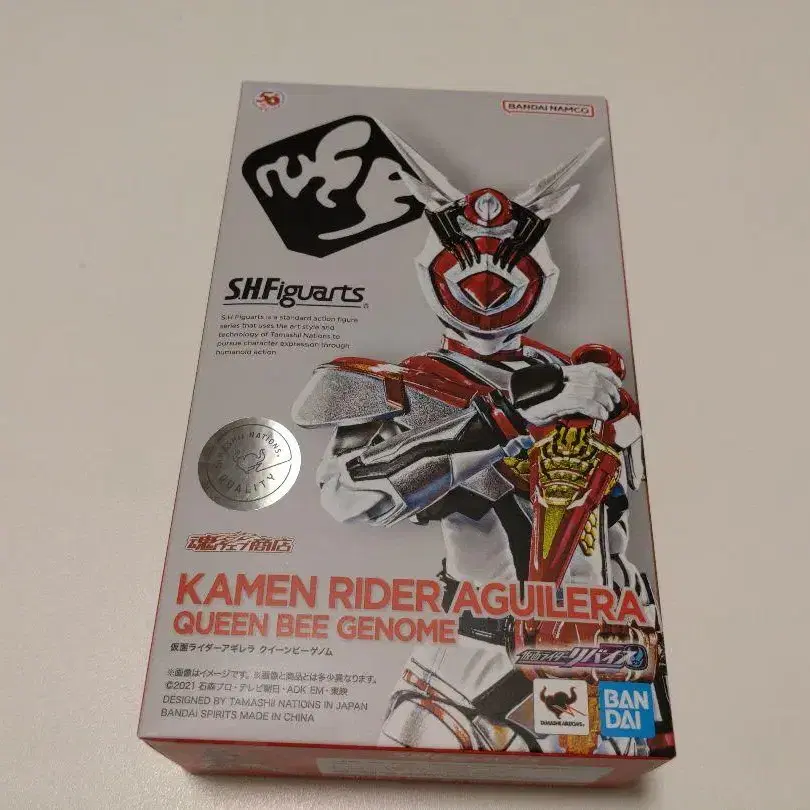 50
BANDAI NAMCO
S.H.Figuarts
S.H.Figuarts is a standard action figure
series that uses the art style and
technology of Tamashii Nations to
pursue character expression through
humanoid action.
TAMASHII NATIONS.
QUALITY
魂ウェブ商店
KAMEN RIDER AGUILERA
QUEEN BEE GENOME
仮面ライダーアギレラ クイーンビーゲノム
仮面ライダーリバイス
※画像はイメージです。※画像と商品とは多少異なります。
©2021 石森プロ・テレビ朝日・ADK EM・東映
DESIGNED BY TAMASHII NATIONS IN JAPAN
BANDAI SPIRITS MADE IN CHINA
TAMASHII NATIONS
BAN
DAI